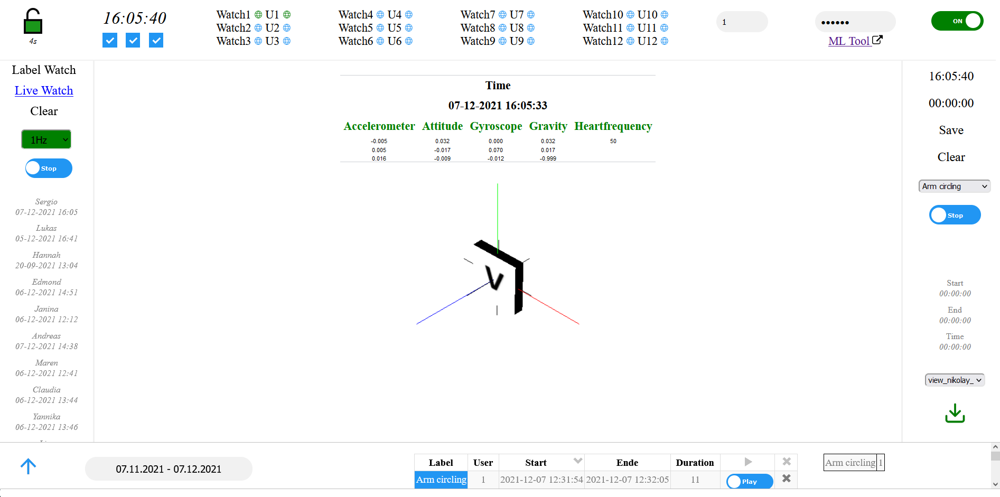 16:05:40
4s
Watch1 U1
Watch2 U2
Watch3 U3
Watch4 U4
Watch5 U5
Watch6 U6
Watch7 U7
Watch8 U8
Watch9 U9
Watch10 U10
Watch11 U11
Watch12 U12
1
••••••
ML Tool
ON
Label Watch
Live Watch
Clear
1Hz
Stop
Sergio
07-12-2021 16:05
Lukas
05-12-2021 16:41
Hannah
20-09-2021 13:04
Edmond
06-12-2021 14:51
Janina
06-12-2021 12:12
Andreas
07-12-2021 14:38
Maren
06-12-2021 12:41
Claudia
06-12-2021 13:44
Yannika
06-12-2021 13:46
Time
07-12-2021 16:05:33
Accelerometer Attitude Gyroscope Gravity Heartfrequency
-0.005 0.032 0.000 0.032 50
0.005 -0.017 0.070 0.017
0.016 -0.009 -0.012 -0.999
V
16:05:40
00:00:00
Save
Clear
Arm circling
Stop
Start
00:00:00
End
00:00:00
Time
00:00:00
view_nikolay_
07.11.2021 - 07.12.2021
Label User Start Ende Duration
Arm circling 1 2021-12-07 12:31:54 2021-12-07 12:32:05 11 Play
Arm circling 1